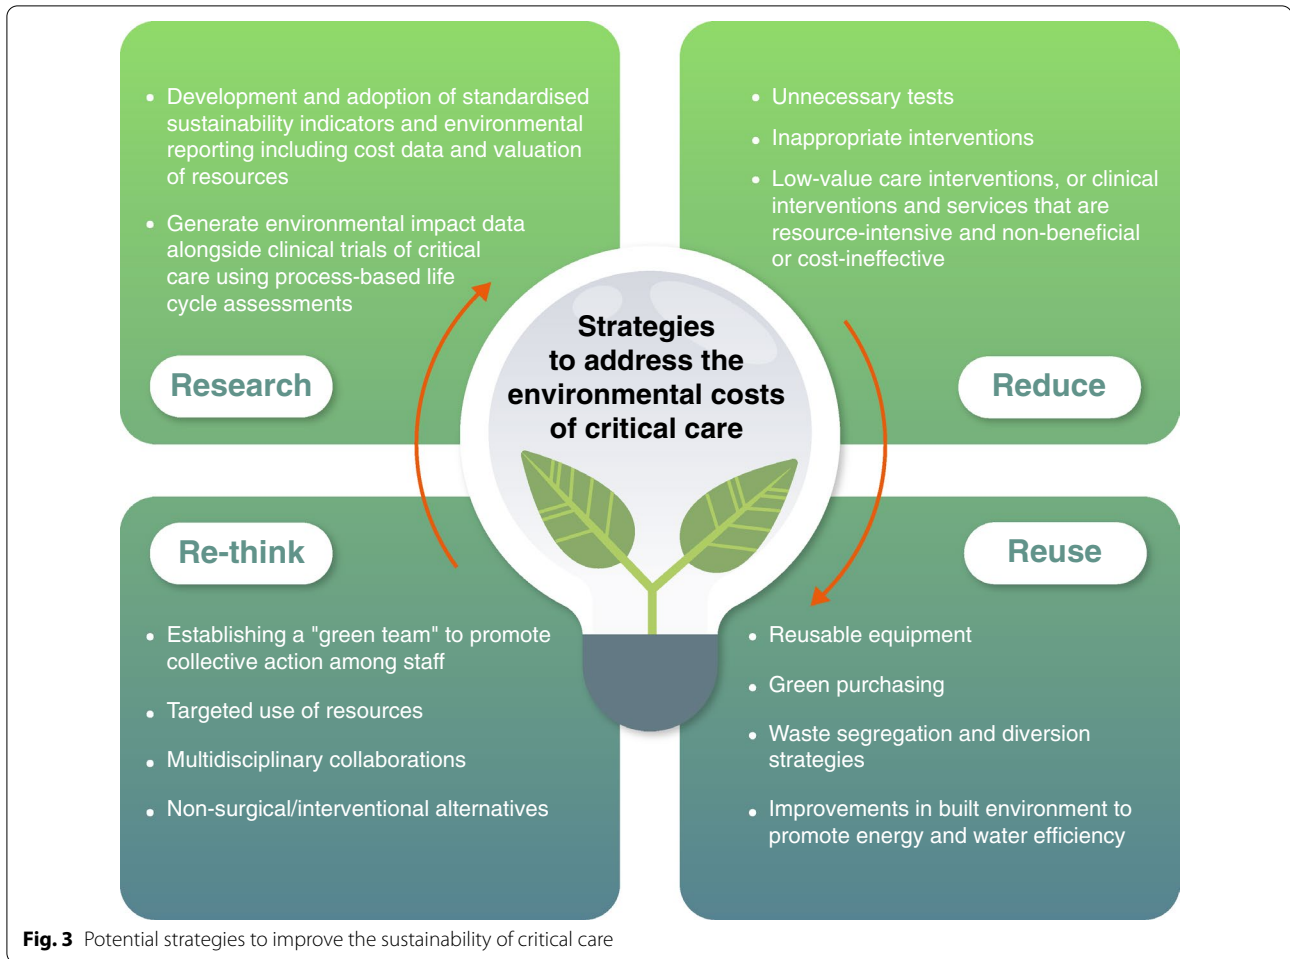 • Development and adoption of standardised
sustainability indicators and environmental
reporting including cost data and valuation
of resources
• Generate environmental impact data
alongside clinical trials of critical
care using process-based life
cycle assessments
Research
• Unnecessary tests
• Inappropriate interventions
• Low-value care interventions, or clinical
interventions and services that are
resource-intensive and non-beneficial
or cost-ineffective
Reduce
Strategies
to address the
environmental costs
of critical care
Re-think
• Establishing a "green team" to promote
collective action among staff
• Targeted use of resources
• Multidisciplinary collaborations
• Non-surgical/interventional alternatives
Reuse
• Reusable equipment
• Green purchasing
• Waste segregation and diversion
strategies
• Improvements in built environment to
promote energy and water efficiency
Fig. 3 Potential strategies to improve the sustainability of critical care